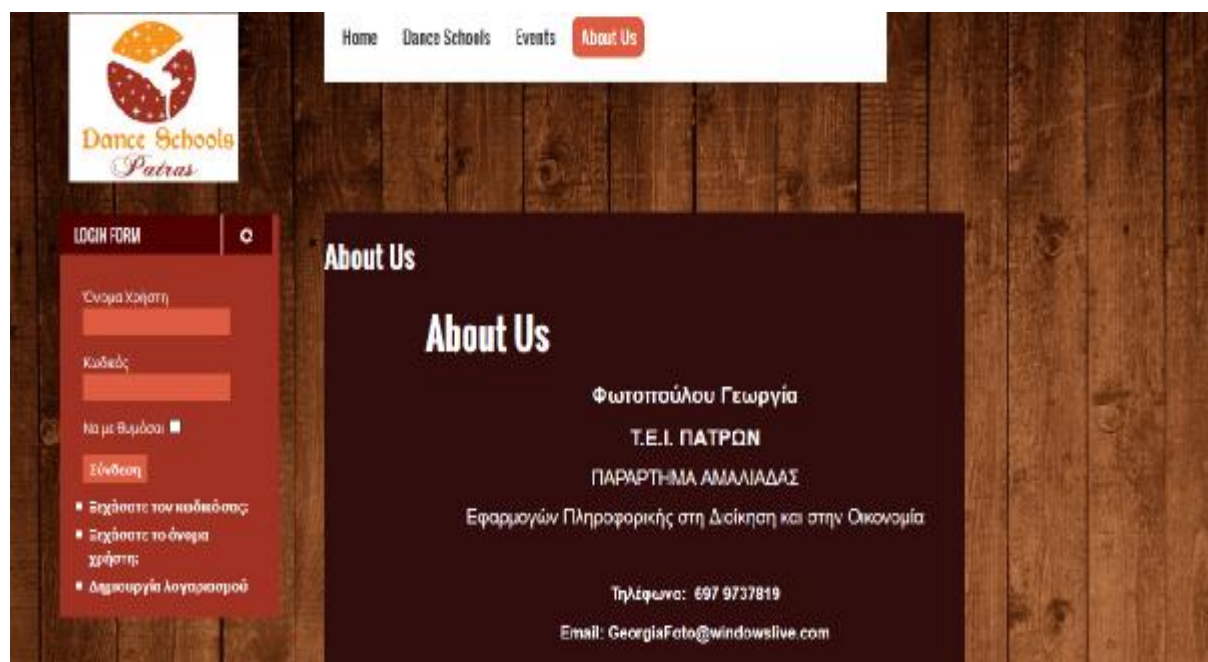 Home Dance Schools Events About Us
Dance Schools
Patras
LOGIN FORM
Όνομα Χρήστη
Κωδικός
Να με θυμόσαι
Σύνδεση
Ξεχάσατε τον κωδικό σας;
Ξεχάσατε το όνομα
χρήστη;
Δημιουργία λογαριασμού
About Us
About Us
Φωτοπούλου Γεωργία
Τ.Ε.Ι. ΠΑΤΡΩΝ
ΠΑΡΑΡΤΗΜΑ ΑΜΑΛΙΑΔΑΣ
Εφαρμογών Πληροφορικής στη Διοίκηση και στην Οικονομία
Τηλέφωνα: 697 9737819
Email: GeorgiaFoto@windowslive.com